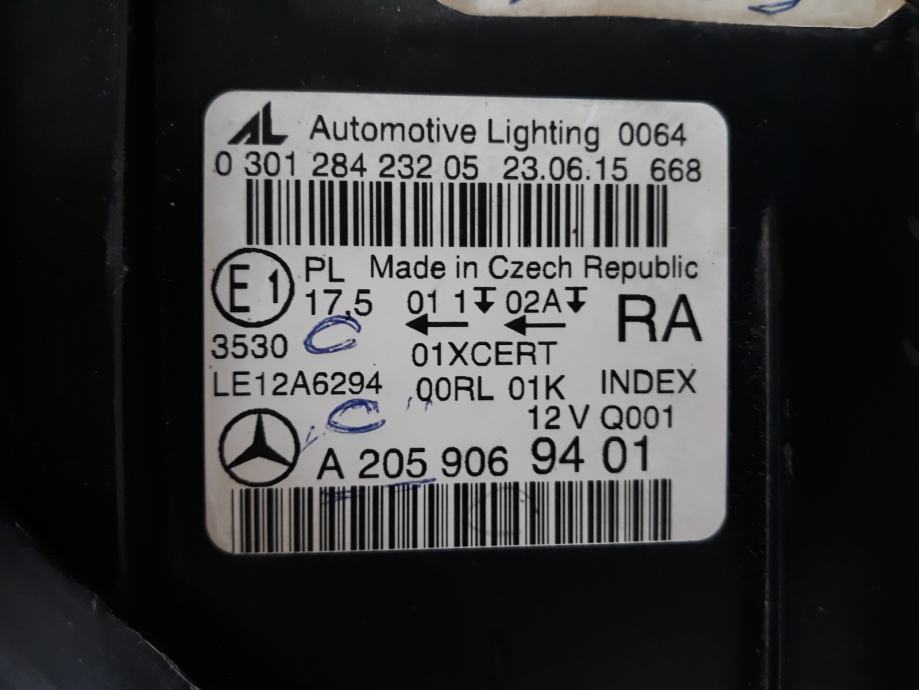 AL Automotive Lighting 0064
0 301 284 232 05 23.06.15 668
E1 PL Made in Czech Republic
17,5 01 1 02A RA
3530 01XCERT
LE12A6294 00RL 01K INDEX
12 V Q001
A 205 906 94 01